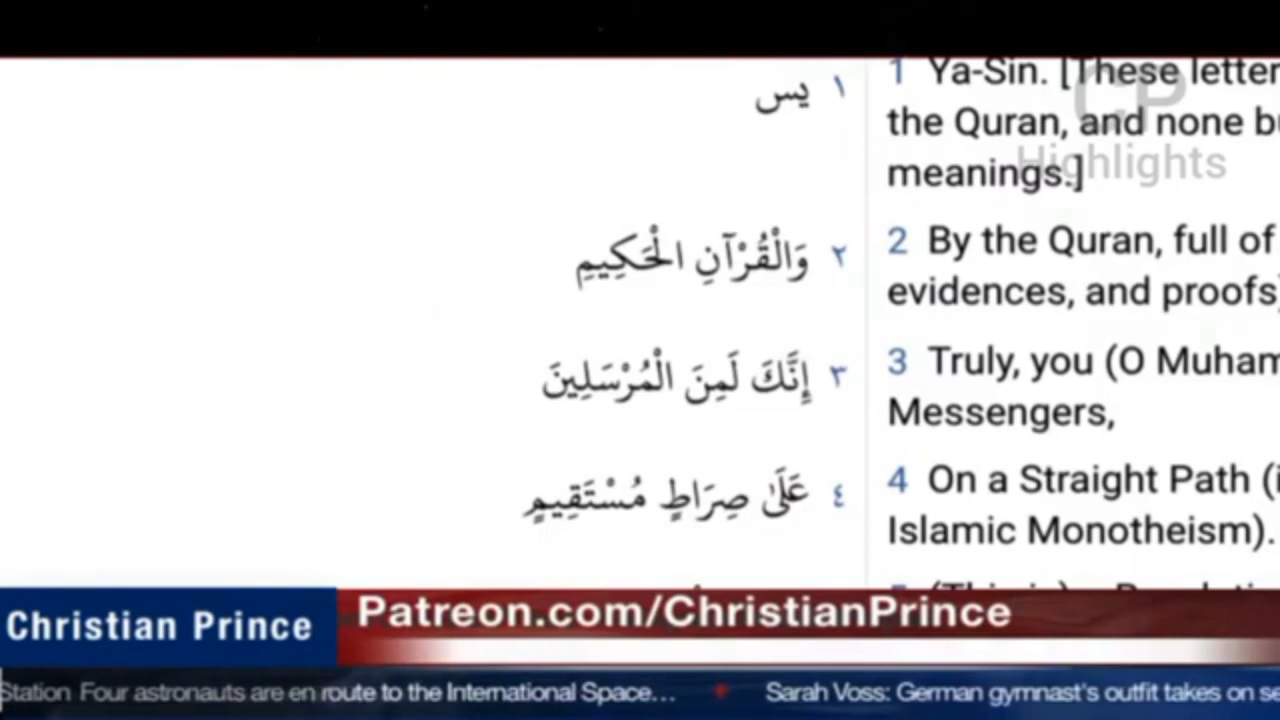 يس ١
وَالْقُرْآنِ الْحَكِيمِ ٢
إِنَّكَ لَمِنَ الْمُرْسَلِينَ ٣
عَلَىٰ صِرَاطٍ مُسْتَقِيمٍ ٤
1 Ya-Sin. [These letter
the Quran, and none bu
meanings.]
2 By the Quran, full of
evidences, and proofs]
3 Truly, you (O Muham
Messengers,
4 On a Straight Path (i
Islamic Monotheism).
CP
Highlights
Christian Prince
Patreon.com/ChristianPrince
Station Four astronauts are en route to the International Space... Sarah Voss: German gymnast's outfit takes on se